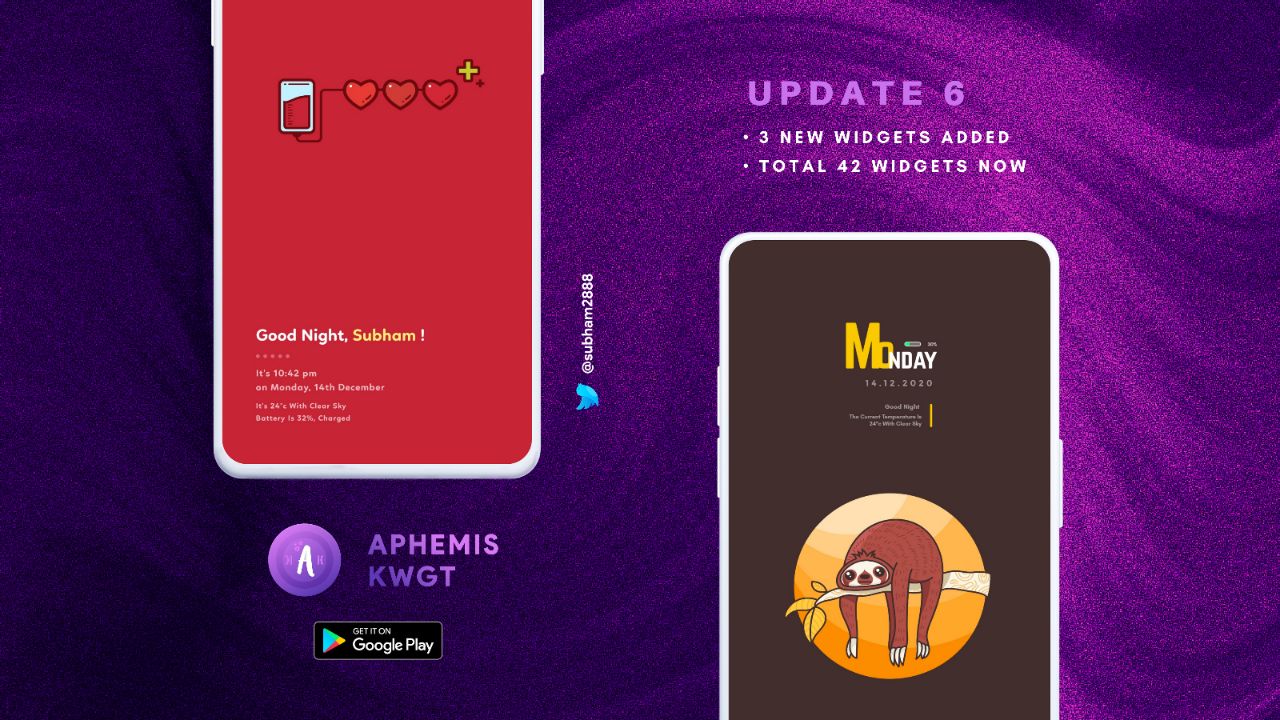 Good Night, Subham !
It's 10:42 pm
on Monday, 14th December
It's 24°c With Clear Sky
Battery Is 32%, Charged
APHEMIS
KWGT
GET IT ON
Google Play
@subham2888
UPDATE 6
• 3 NEW WIDGETS ADDED
• TOTAL 42 WIDGETS NOW
MONDAY
30%
14.12.2020
Good Night
The Current Temperature Is
24°c With Clear Sky
A